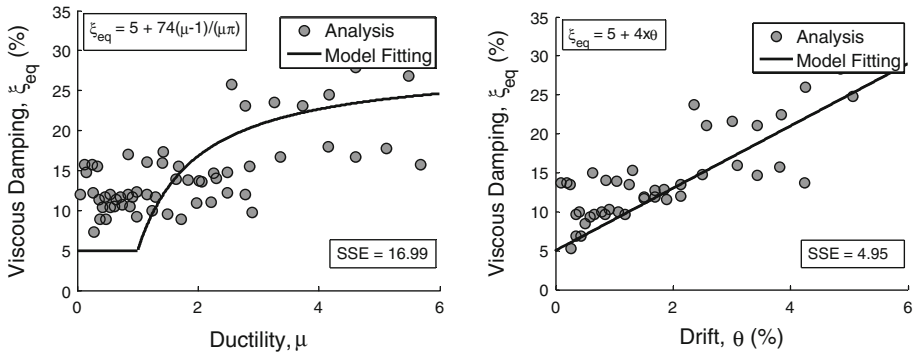 ξeq = 5 + 74(μ-1)/(μπ)
Analysis
Model Fitting
SSE = 16.99
Viscous Damping, ξeq (%)
35
30
25
20
15
10
5
0
0
2
4
6
Ductility, μ
ξeq = 5 + 4xθ
Analysis
Model Fitting
SSE = 4.95
Viscous Damping, ξeq (%)
35
30
25
20
15
10
5
0
0
2
4
6
Drift, θ (%)